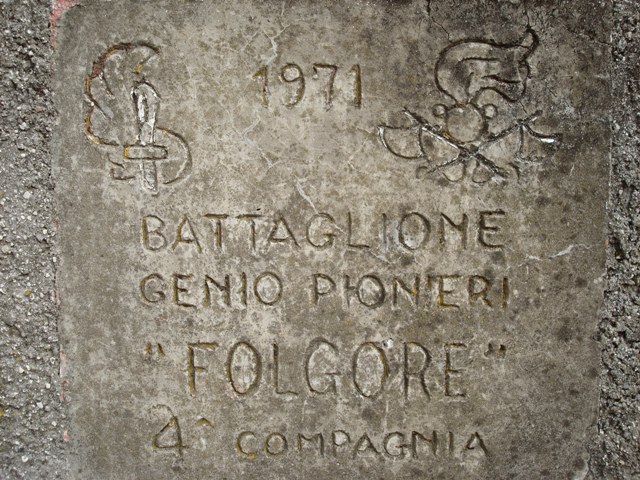 1971
BATTAGLIONE
GENIO PIONIERI
"FOLGORE"
4^ COMPAGNIA